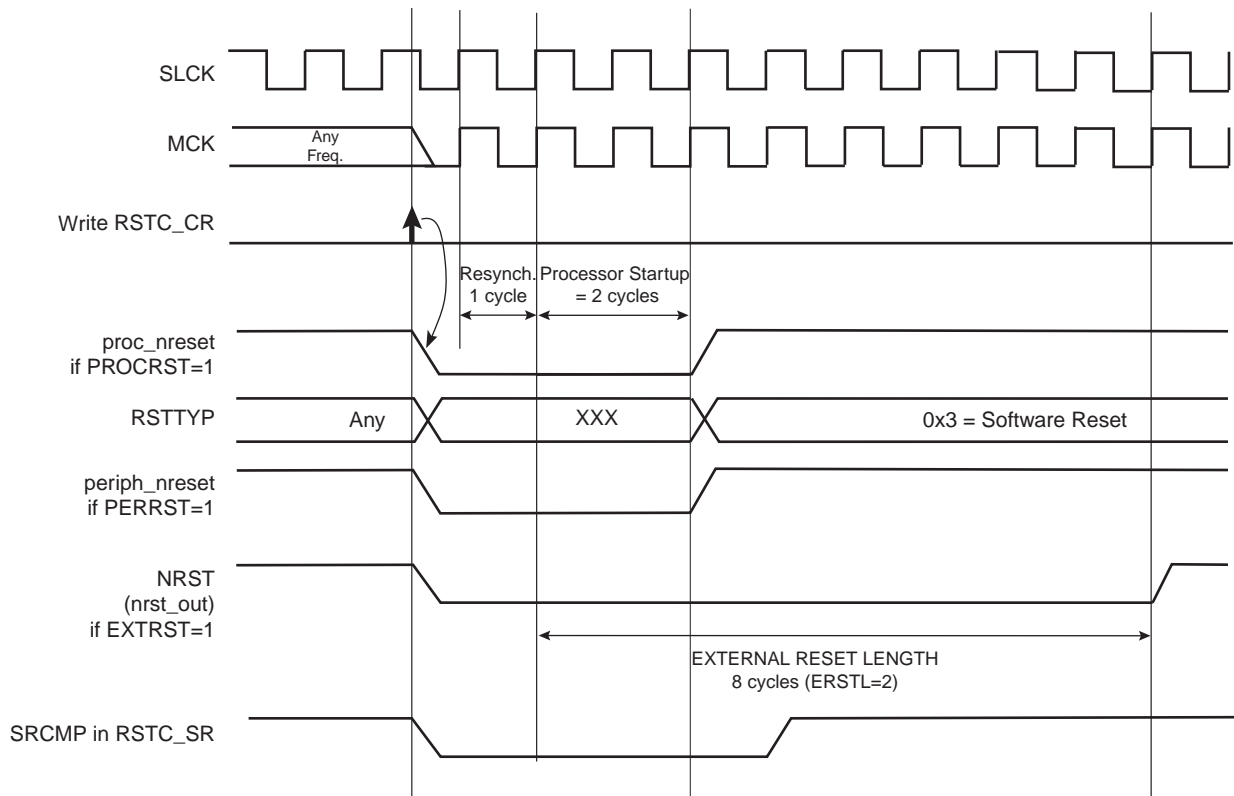 SLCK
MCK
Any
Freq.
Write RSTC_CR
Resynch.
1 cycle
Processor Startup
= 2 cycles
proc_nreset
if PROCRST=1
RSTTYP
Any
XXX
0x3 = Software Reset
periph_nreset
if PERRST=1
NRST
(nrst_out)
if EXTRST=1
EXTERNAL RESET LENGTH
8 cycles (ERSTL=2)
SRCMP in RSTC_SR